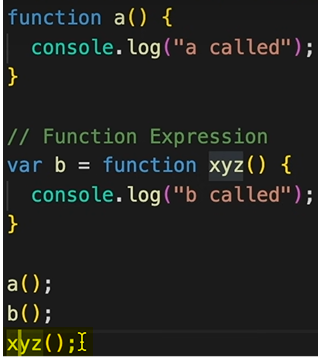 function a() {
  console.log("a called");
}
// Function Expression
var b = function xyz() {
  console.log("b called");
}
a();
b();
xyz();